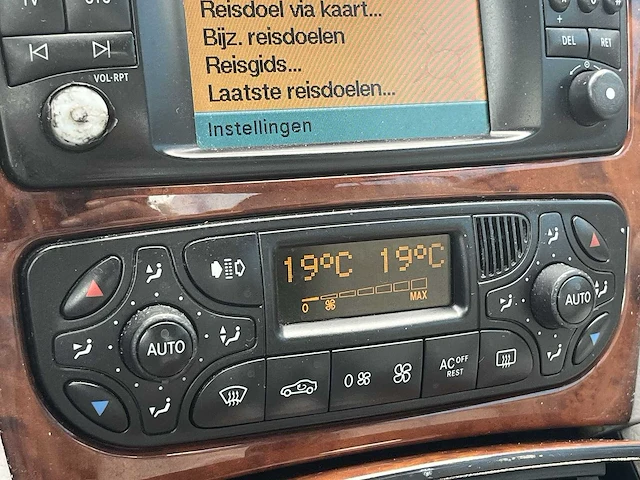 Reisdoel via kaart...
Bijz. reisdoelen
Reisgids...
Laatste reisdoelen...
Instellingen
DEL
RET
VOL-RPT
19°C 19°C
0 MAX
AUTO
AUTO
0
AC OFF
REST